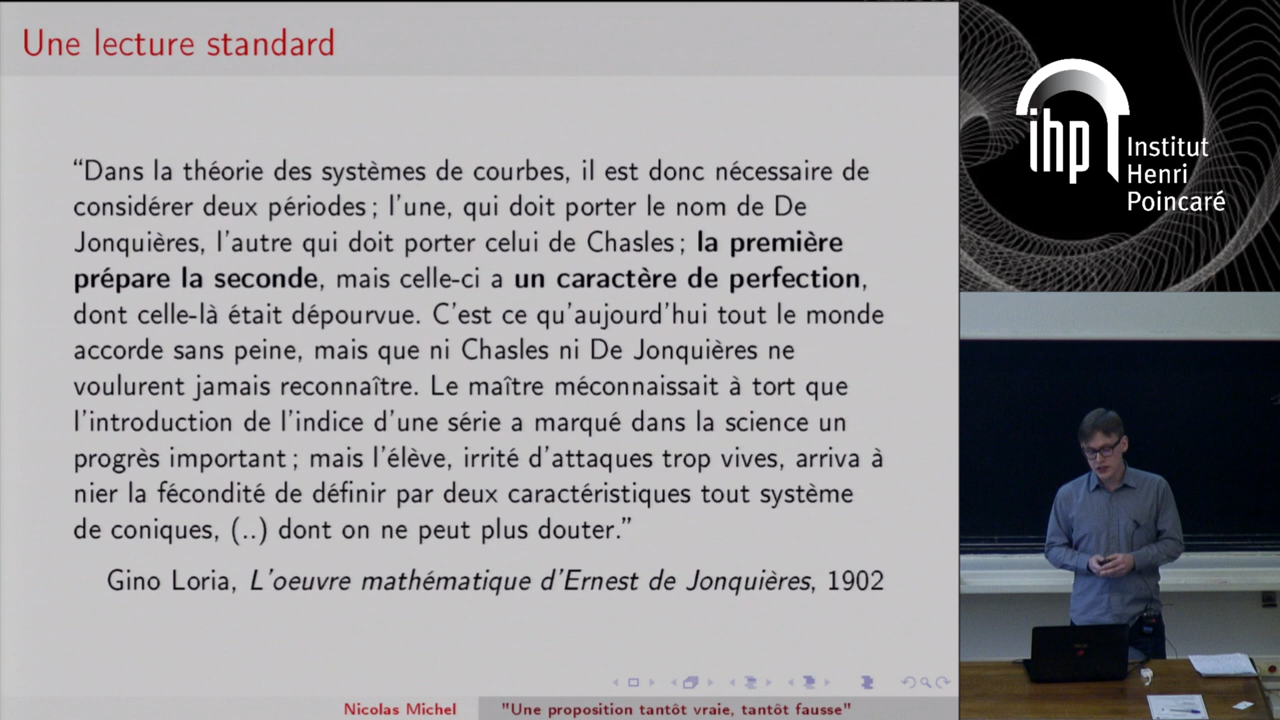 Une lecture standard
“Dans la théorie des systèmes de courbes, il est donc nécessaire de
considérer deux périodes ; l'une, qui doit porter le nom de De
Jonquières, l'autre qui doit porter celui de Chasles ; la première
prépare la seconde, mais celle-ci a un caractère de perfection,
dont celle-là était dépourvue. C'est ce qu'aujourd'hui tout le monde
accorde sans peine, mais que ni Chasles ni De Jonquières ne
voulurent jamais reconnaître. Le maître méconnaissait à tort que
l'introduction de l'indice d'une série a marqué dans la science un
progrès important ; mais l'élève, irrité d'attaques trop vives, arriva à
nier la fécondité de définir par deux caractéristiques tout système
de coniques, (..) dont on ne peut plus douter.”
Gino Loria, L'oeuvre mathématique d'Ernest de Jonquières, 1902
Nicolas Michel
"Une proposition tantôt vraie, tantôt fausse"
ihp
Institut
Henri
Poincaré